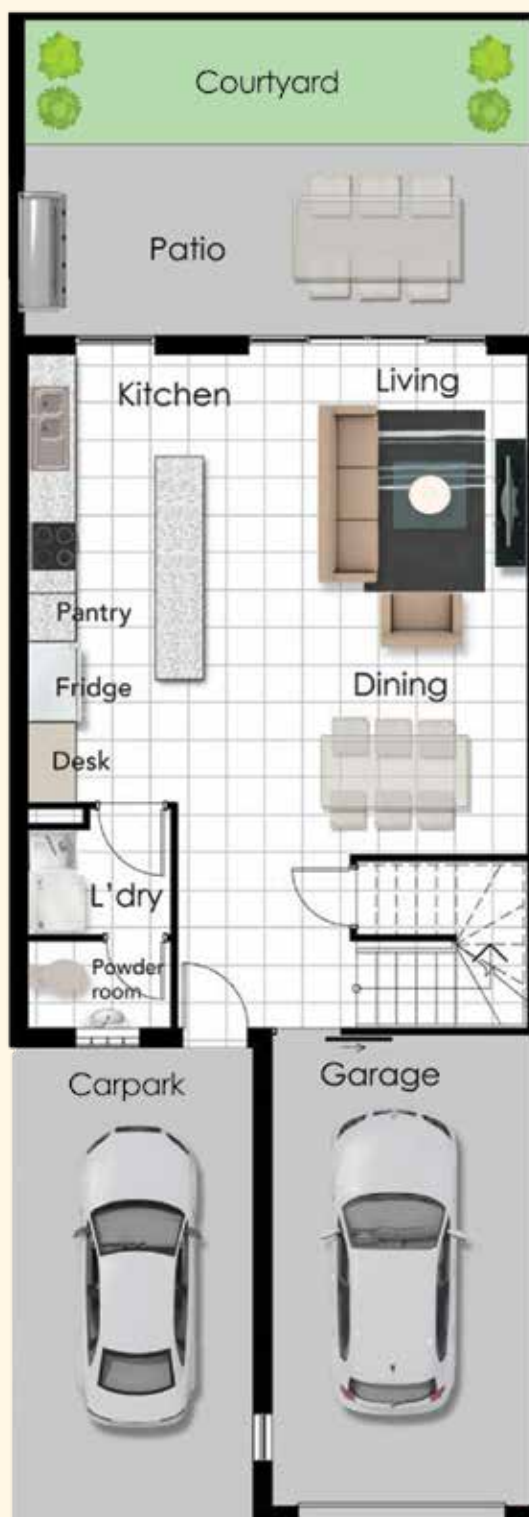 Courtyard
Patio
Kitchen
Living
Pantry
Fridge
Dining
Desk
L'dry
Powder
room
Carpark
Garage